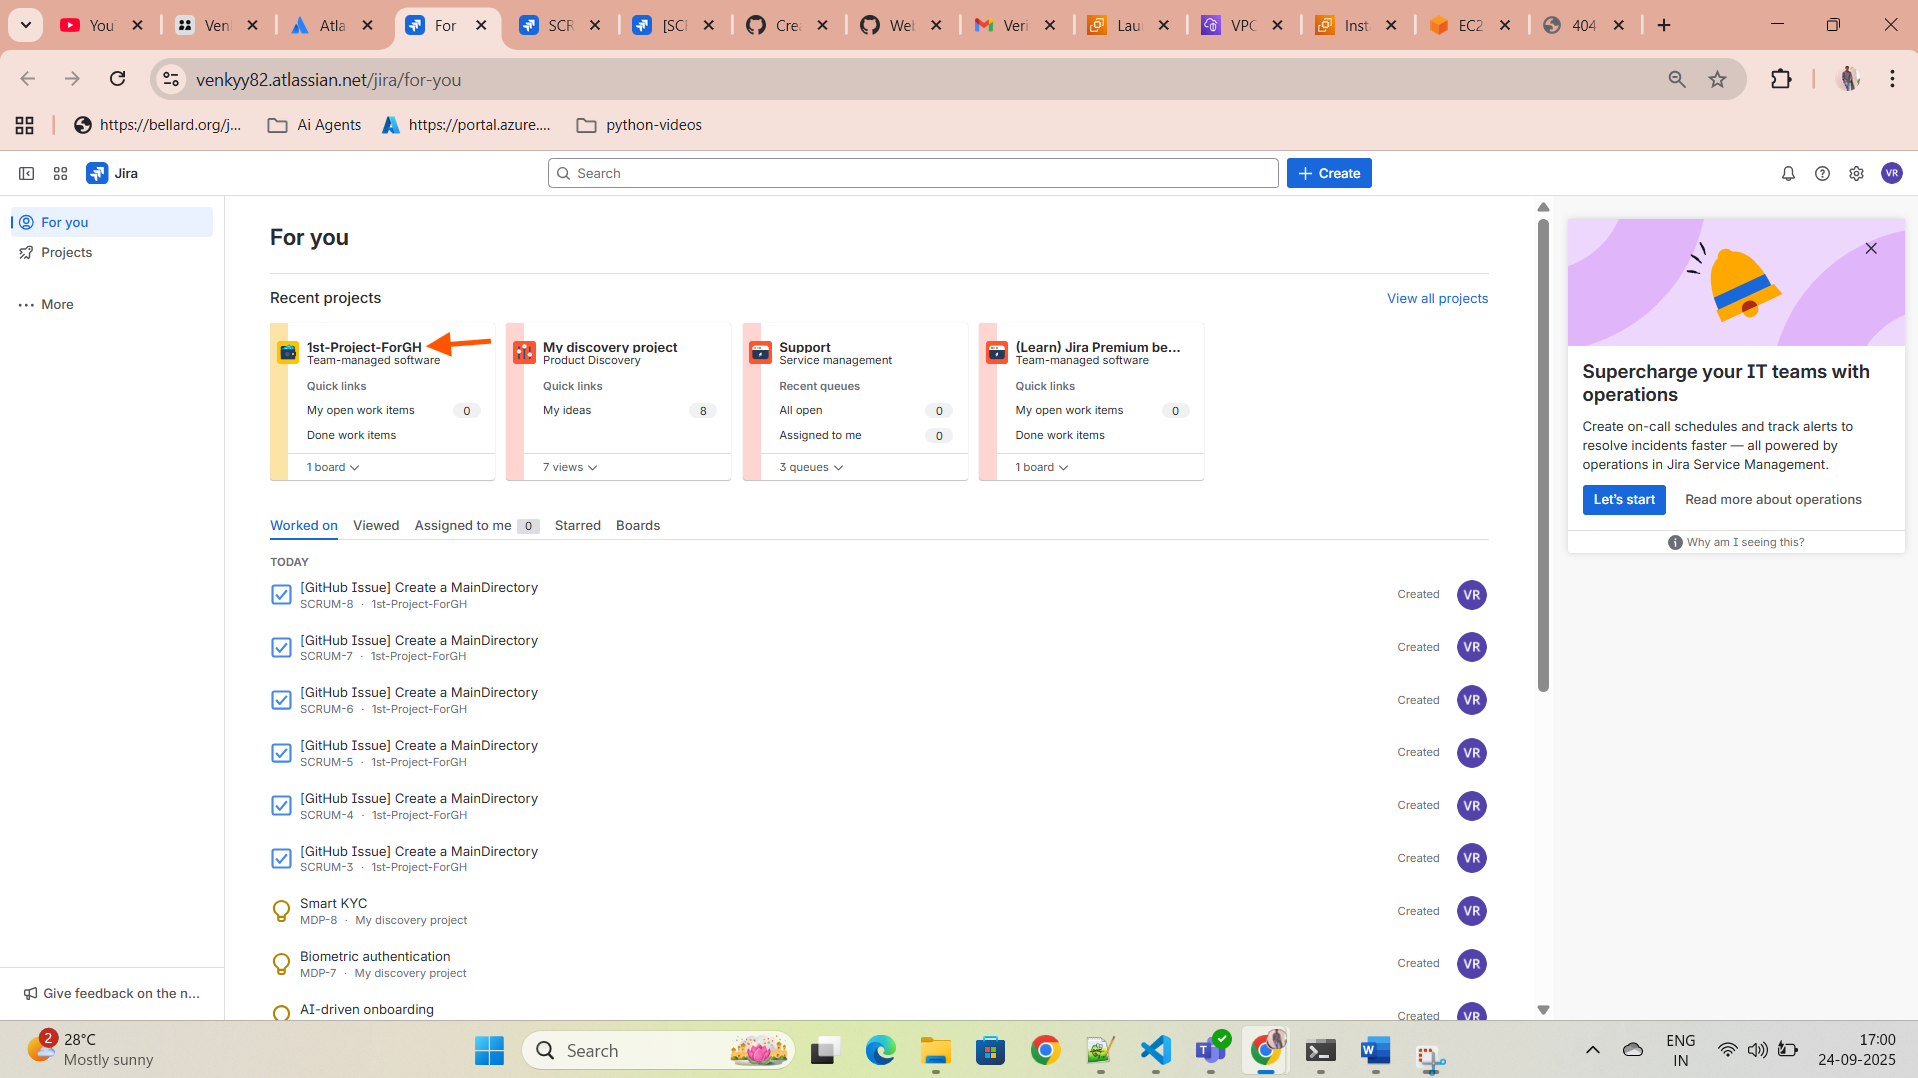 You
Ven
Atla
For
SCR
[SCF
Crea
Web
Veri
Laur
VPC
Inst
EC2
404
venkyy82.atlassian.net/jira/for-you
https://bellard.org/j...
Ai Agents
https://portal.azure....
python-videos
Jira
Search
Create
VR
For you
Projects
More
Give feedback on the n...
For you
Recent projects
View all projects
1st-Project-ForGH
Team-managed software
Quick links
My open work items 0
Done work items
1 board
My discovery project
Product Discovery
Quick links
My ideas 8
7 views
Support
Service management
Recent queues
All open 0
Assigned to me 0
3 queues
(Learn) Jira Premium be...
Team-managed software
Quick links
My open work items 0
Done work items
1 board
Worked on Viewed Assigned to me 0 Starred Boards
TODAY
[GitHub Issue] Create a MainDirectory
SCRUM-8 · 1st-Project-ForGH
Created VR
[GitHub Issue] Create a MainDirectory
SCRUM-7 · 1st-Project-ForGH
Created VR
[GitHub Issue] Create a MainDirectory
SCRUM-6 · 1st-Project-ForGH
Created VR
[GitHub Issue] Create a MainDirectory
SCRUM-5 · 1st-Project-ForGH
Created VR
[GitHub Issue] Create a MainDirectory
SCRUM-4 · 1st-Project-ForGH
Created VR
[GitHub Issue] Create a MainDirectory
SCRUM-3 · 1st-Project-ForGH
Created VR
Smart KYC
MDP-8 · My discovery project
Created VR
Biometric authentication
MDP-7 · My discovery project
Created VR
AI-driven onboarding
Created VR
Supercharge your IT teams with
operations
Create on-call schedules and track alerts to
resolve incidents faster — all powered by
operations in Jira Service Management.
Let's start
Read more about operations
Why am I seeing this?
2
28°C
Mostly sunny
Search
ENG
IN
17:00
24-09-2025